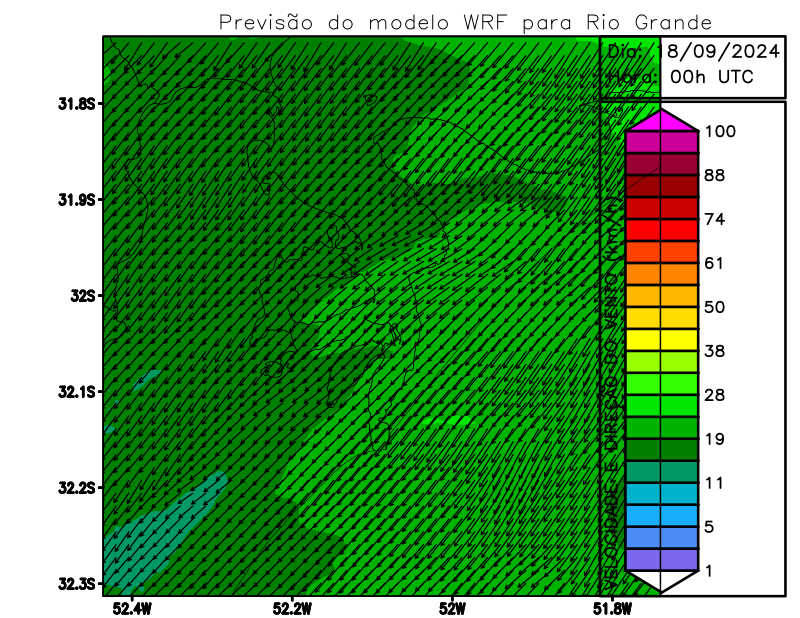 Previsão do modelo WRF para Rio Grande
Dia: 18/09/2024
Hora: 00h UTC
31.8S
31.9S
32S
32.1S
32.2S
32.3S
52.4W
52.2W
52W
51.8W
VELOCIDADE E DIREÇÃO DO VENTO (km/h)
100
88
74
61
50
38
28
19
11
5
1